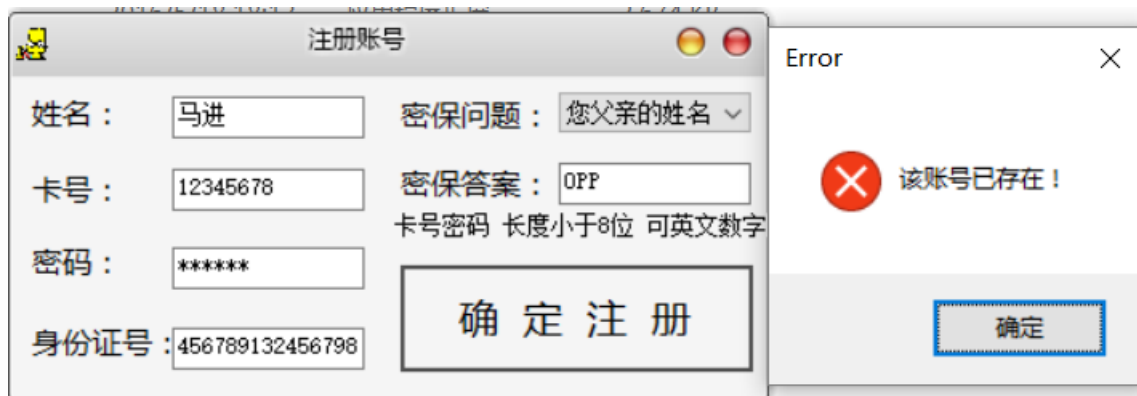 注册账号
姓名：
马进
密保问题：
您父亲的姓名
卡号：
12345678
密保答案：
OPP
卡号密码 长度小于8位 可英文数字
密码：
******
身份证号：
456789132456798
确 定 注 册
Error
该账号已存在！
确定